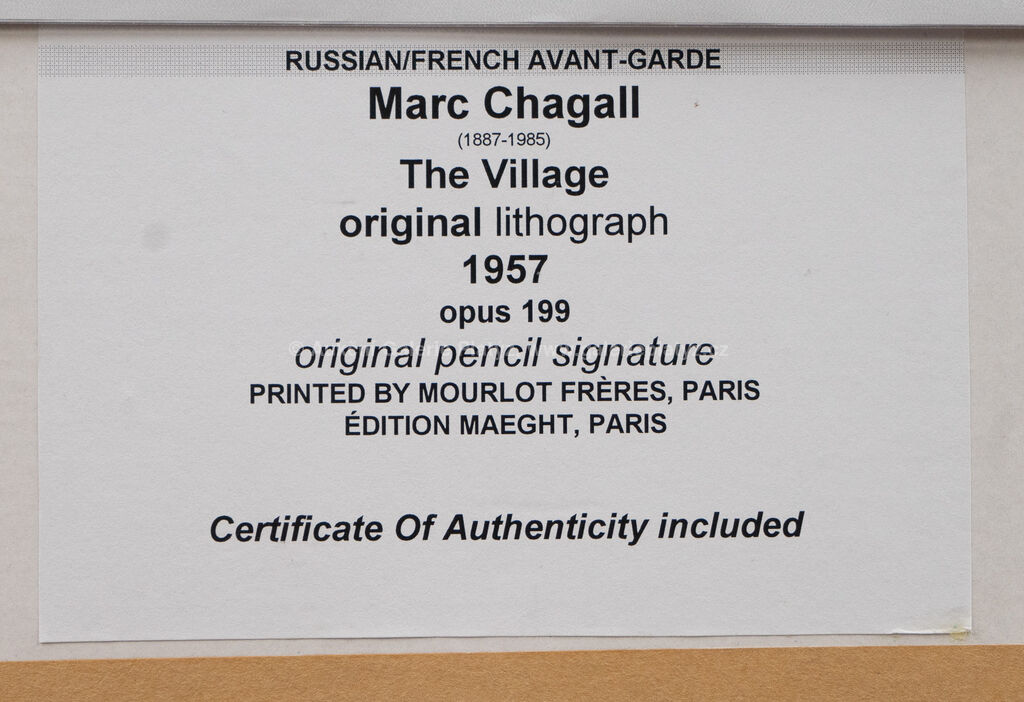 RUSSIAN/FRENCH AVANT-GARDE
Marc Chagall
(1887-1985)
The Village
original lithograph
1957
opus 199
original pencil signature
PRINTED BY MOURLOT FRÈRES, PARIS
ÉDITION MAEGHT, PARIS
Certificate Of Authenticity included